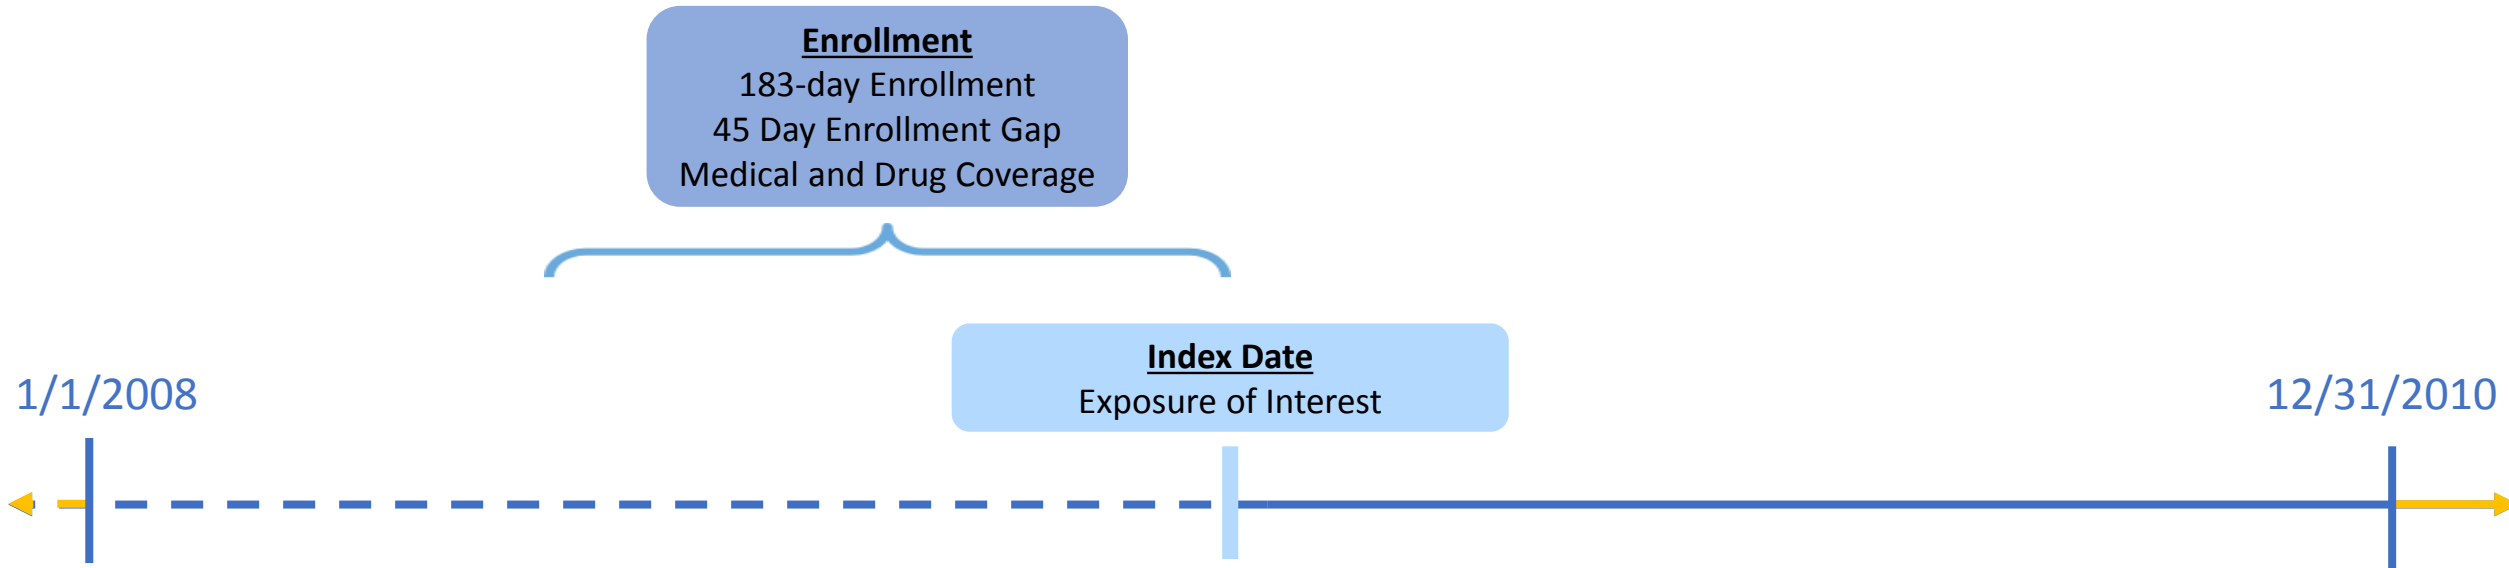 Enrollment
183-day Enrollment
45 Day Enrollment Gap
Medical and Drug Coverage
Index Date
Exposure of Interest
1/1/2008
12/31/2010